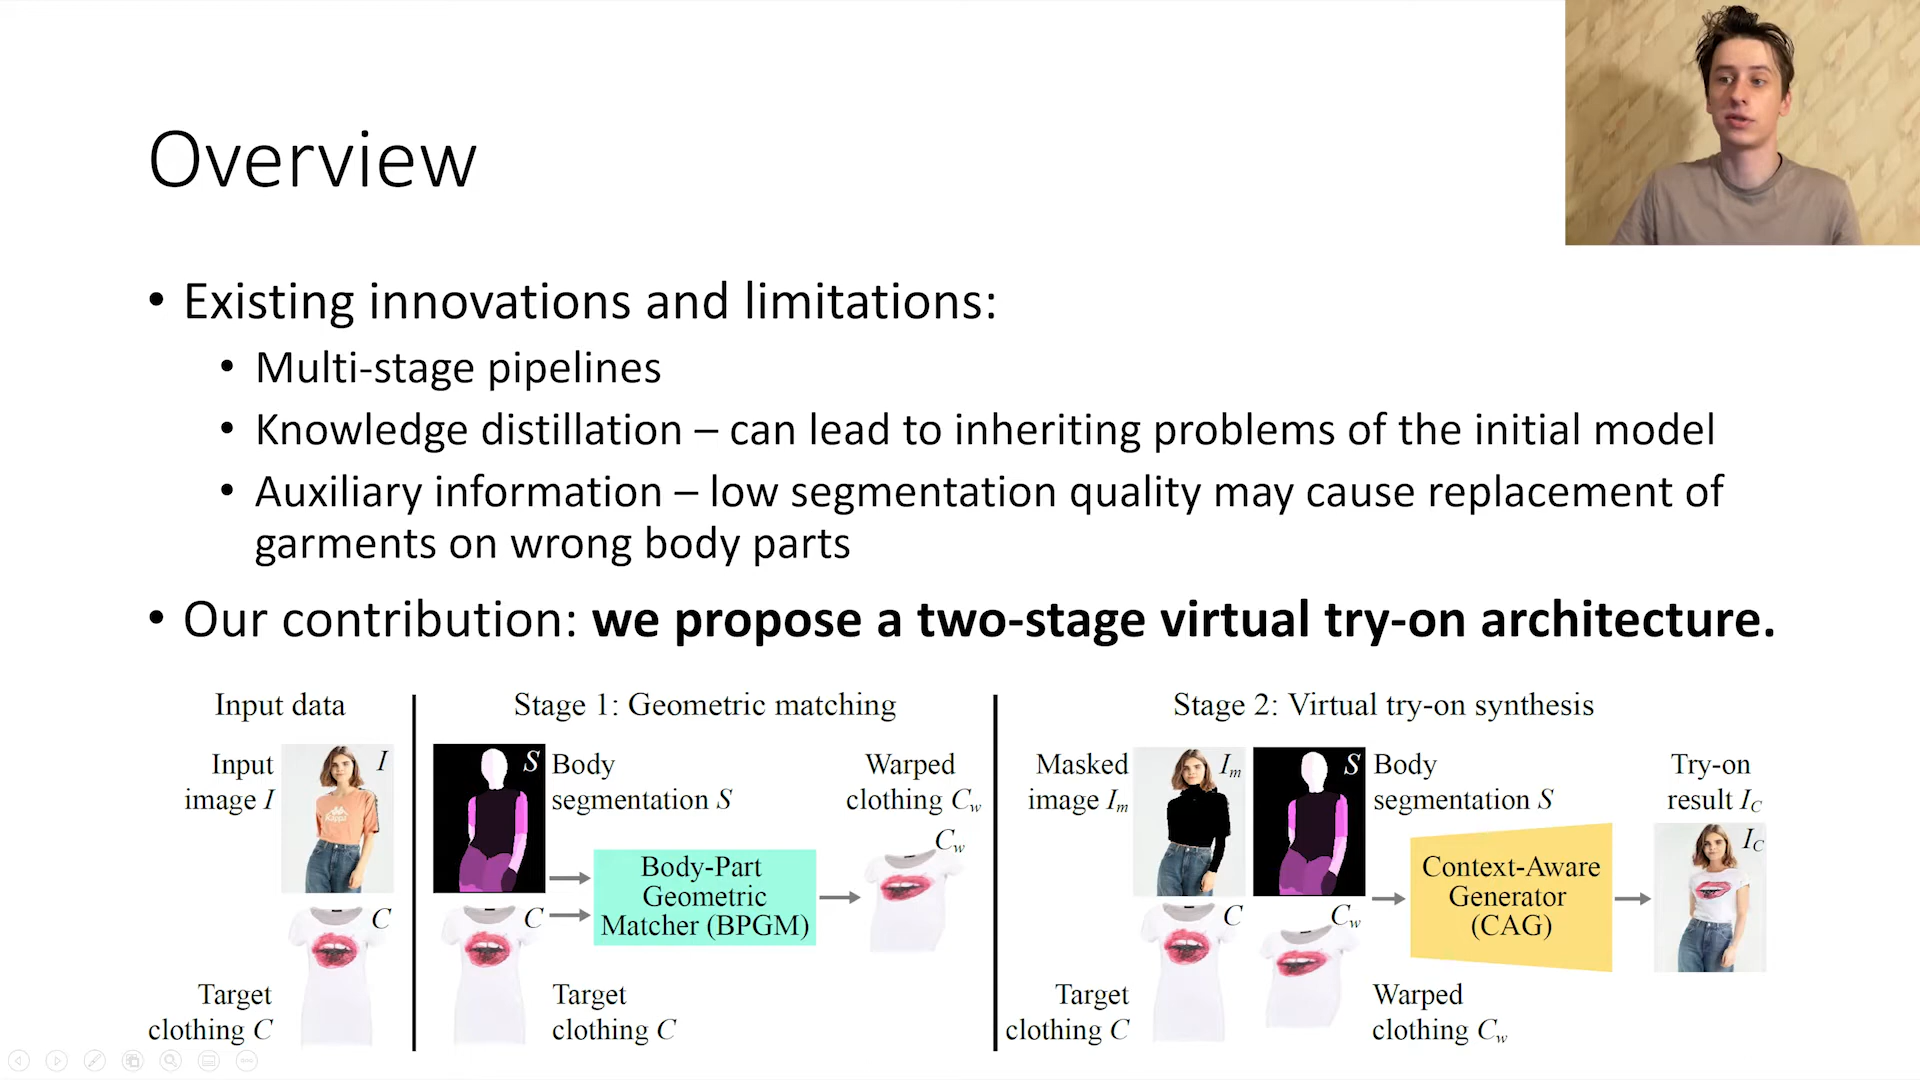 Overview
• Existing innovations and limitations:
• Multi-stage pipelines
• Knowledge distillation – can lead to inheriting problems of the initial model
• Auxiliary information – low segmentation quality may cause replacement of
garments on wrong body parts
• Our contribution: we propose a two-stage virtual try-on architecture.
Input data
Input
image I
I
C
Target
clothing C
Stage 1: Geometric matching
S
Body
segmentation S
C
Target
clothing C
Body-Part
Geometric
Matcher (BPGM)
Warped
clothing Cw
Cw
Stage 2: Virtual try-on synthesis
Masked
image Im
Im
S
Body
segmentation S
C
Target
clothing C
Cw
Warped
clothing Cw
Context-Aware
Generator
(CAG)
Try-on
result IC
IC